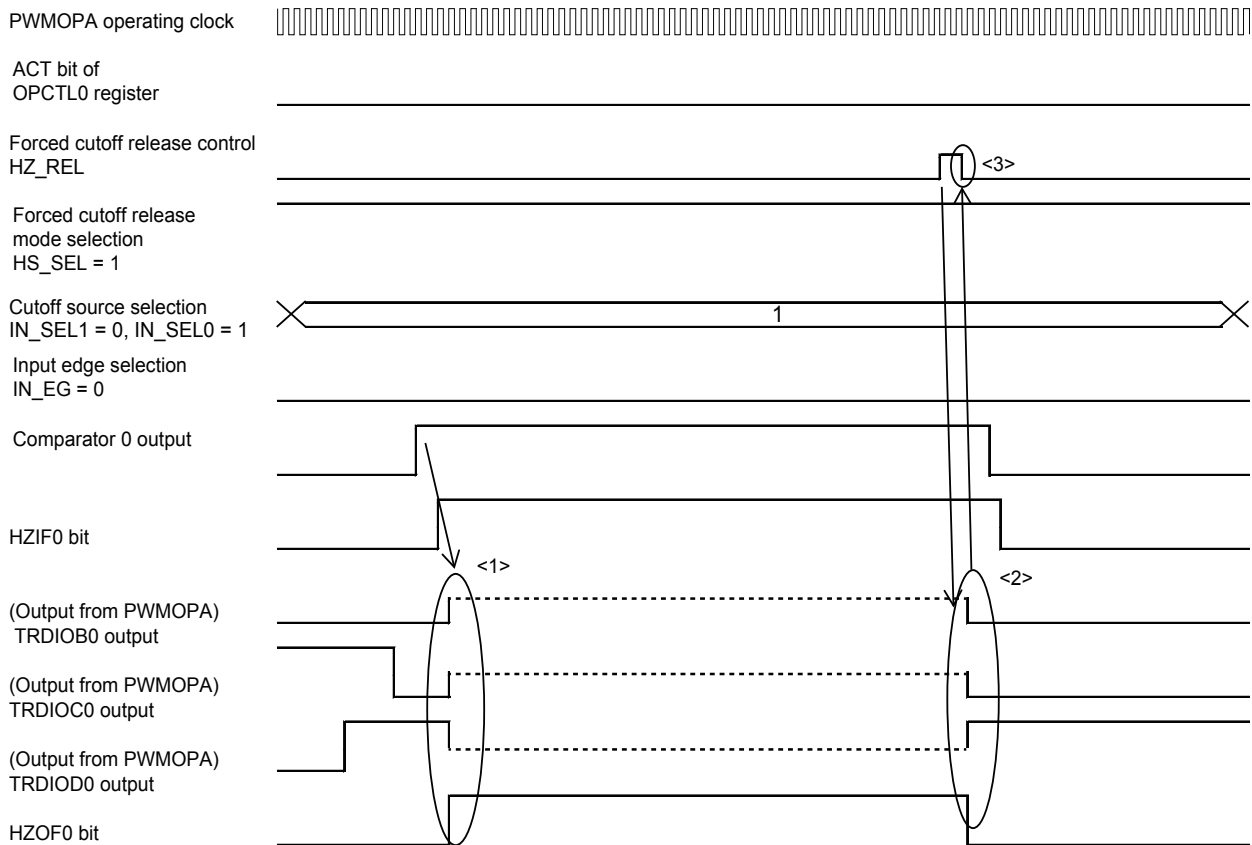 PWMOPA operating clock
ACT bit of
OPCTL0 register
Forced cutoff release control
HZ_REL
<3>
Forced cutoff release
mode selection
HS_SEL = 1
Cutoff source selection
IN_SEL1 = 0, IN_SEL0 = 1
1
Input edge selection
IN_EG = 0
Comparator 0 output
HZIF0 bit
<1>
<2>
(Output from PWMOPA)
TRDIOB0 output
(Output from PWMOPA)
TRDIOC0 output
(Output from PWMOPA)
TRDIOD0 output
HZOF0 bit